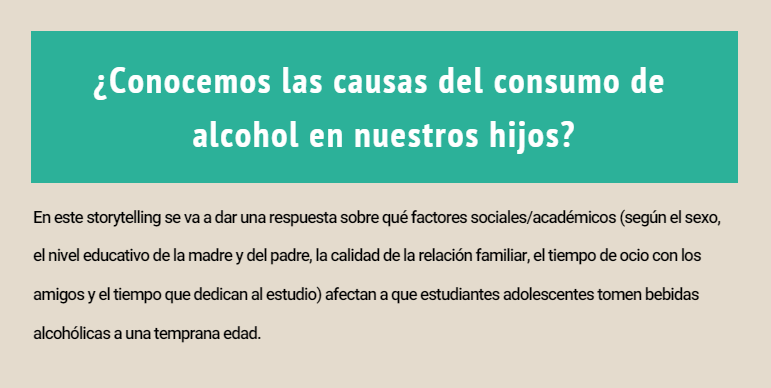 ¿Conocemos las causas del consumo de
alcohol en nuestros hijos?
En este storytelling se va a dar una respuesta sobre qué factores sociales/académicos (según el sexo,
el nivel educativo de la madre y del padre, la calidad de la relación familiar, el tiempo de ocio con los
amigos y el tiempo que dedican al estudio) afectan a que estudiantes adolescentes tomen bebidas
alcohólicas a una temprana edad.